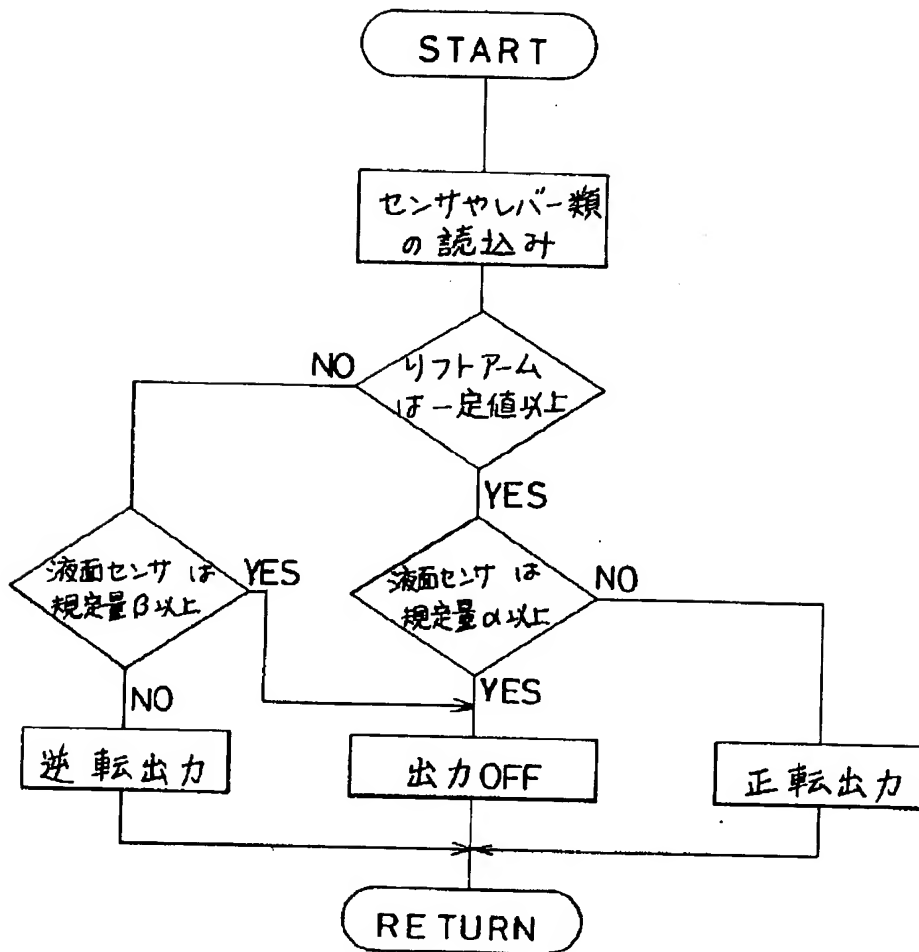 START
センサやレバー類
の読込み
NO
リフトアーム
は一定値以上
YES
液面センサは
規定量β以上
YES
液面センサは
規定量α以上
NO
NO
YES
逆転出力
出力OFF
正転出力
RETURN